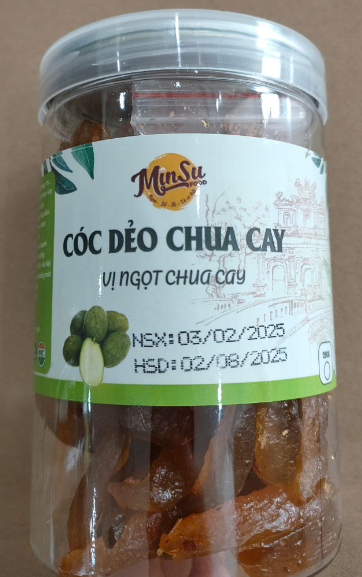 MinSu
FOOD
CÓC DẺO CHUA CAY
VỊ NGỌT CHUA CAY
NSX: 03/02/2025
HSD: 02/08/2025